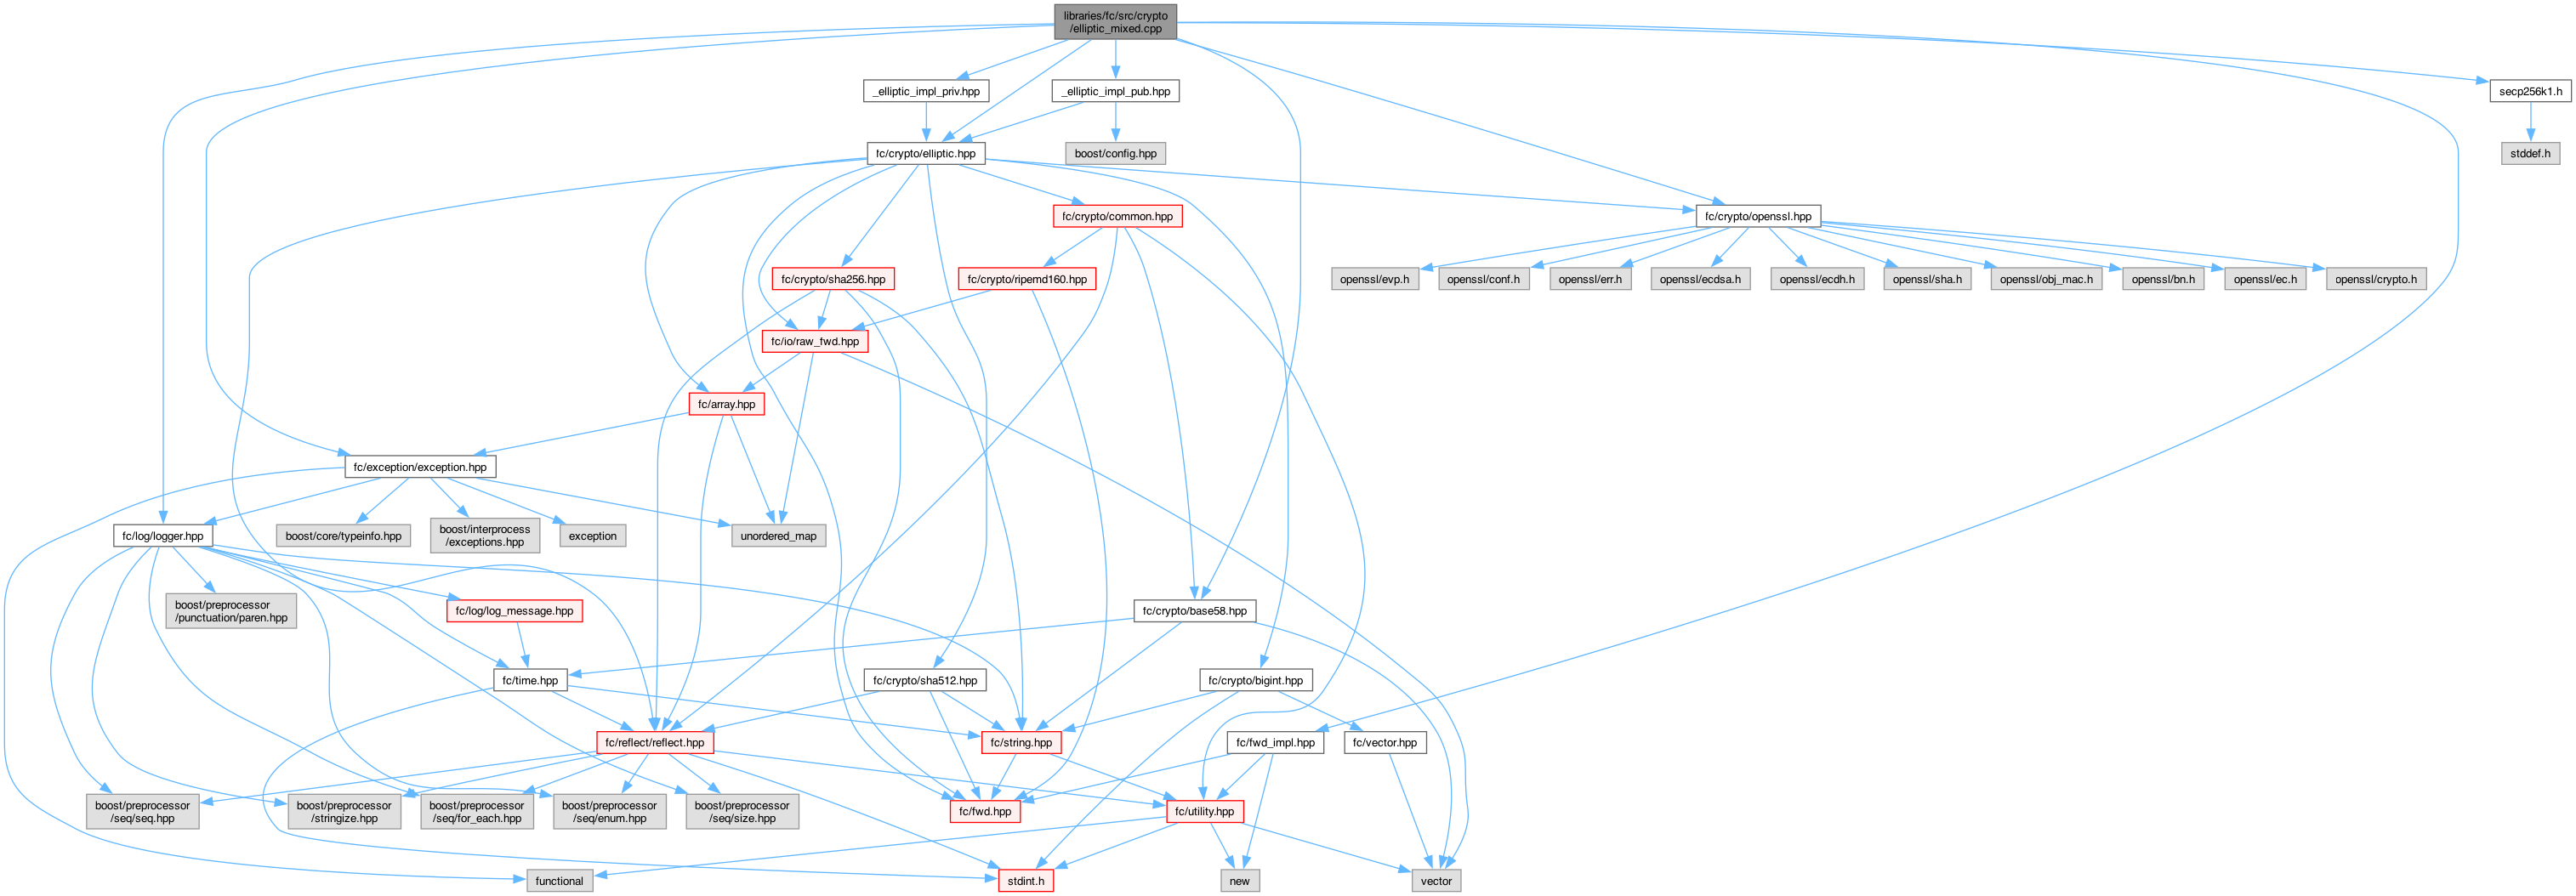 libraries/fc/src/crypto
/elliptic_mixed.cpp
_elliptic_impl_priv.hpp
_elliptic_impl_pub.hpp
secp256k1.h
fc/crypto/elliptic.hpp
boost/config.hpp
stddef.h
fc/crypto/common.hpp
fc/crypto/openssl.hpp
fc/crypto/sha256.hpp
fc/crypto/ripemd160.hpp
openssl/evp.h
openssl/conf.h
openssl/err.h
openssl/ecdsa.h
openssl/ecdh.h
openssl/sha.h
openssl/obj_mac.h
openssl/bn.h
openssl/ec.h
openssl/crypto.h
fc/io/raw_fwd.hpp
fc/array.hpp
fc/exception/exception.hpp
fc/log/logger.hpp
boost/core/typeinfo.hpp
boost/interprocess
/exceptions.hpp
exception
unordered_map
boost/preprocessor
/punctuation/paren.hpp
fc/log/log_message.hpp
fc/crypto/base58.hpp
fc/time.hpp
fc/crypto/sha512.hpp
fc/crypto/bigint.hpp
fc/reflect/reflect.hpp
fc/string.hpp
fc/fwd_impl.hpp
fc/vector.hpp
boost/preprocessor
/seq/seq.hpp
boost/preprocessor
/stringize.hpp
boost/preprocessor
/seq/for_each.hpp
boost/preprocessor
/seq/enum.hpp
boost/preprocessor
/seq/size.hpp
fc/fwd.hpp
fc/utility.hpp
functional
stdint.h
new
vector